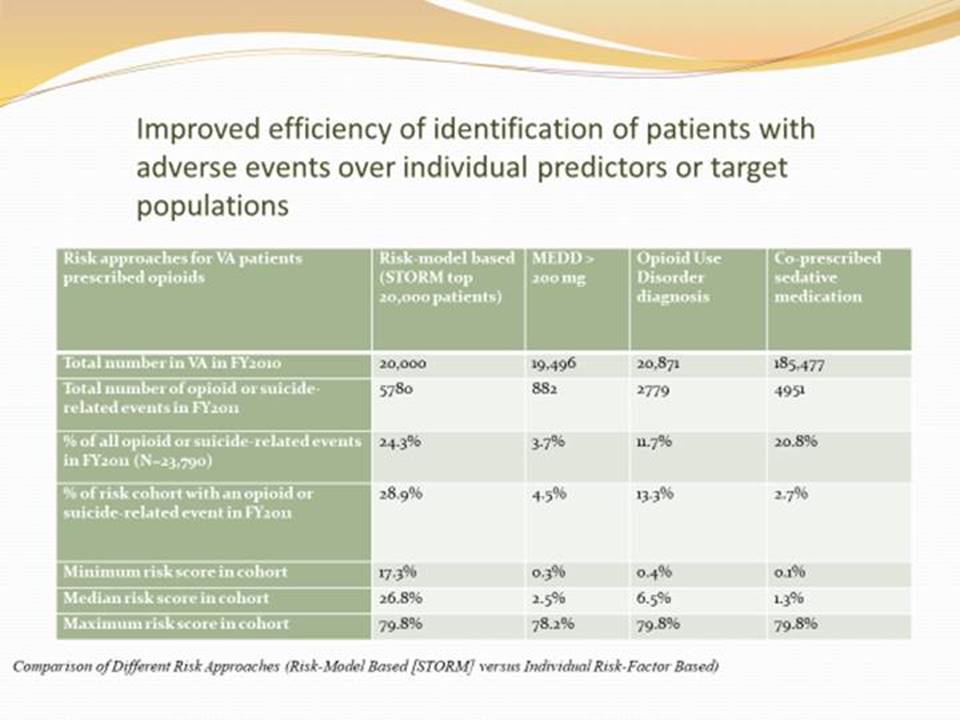 Improved efficiency of identification of patients with
adverse events over individual predictors or target
populations
Risk approaches for VA patients
prescribed opioids
Risk-model based
(STORM top
20,000 patients)
MEDD >
200 mg
Opioid Use
Disorder
diagnosis
Co-prescribed
sedative
medication
Total number in VA in FY2010
20,000
19,496
20,871
185,477
Total number of opioid or suicide-
related events in FY2011
5780
882
2779
4951
% of all opioid or suicide-related events
in FY2011 (N=23,790)
24.3%
3.7%
11.7%
20.8%
% of risk cohort with an opioid or
suicide-related event in FY2011
28.9%
4.5%
13.3%
2.7%
Minimum risk score in cohort
17.3%
0.3%
0.4%
0.1%
Median risk score in cohort
26.8%
2.5%
6.5%
1.3%
Maximum risk score in cohort
79.8%
78.2%
79.8%
79.8%
Comparison of Different Risk Approaches (Risk-Model Based [STORM] versus Individual Risk-Factor Based)